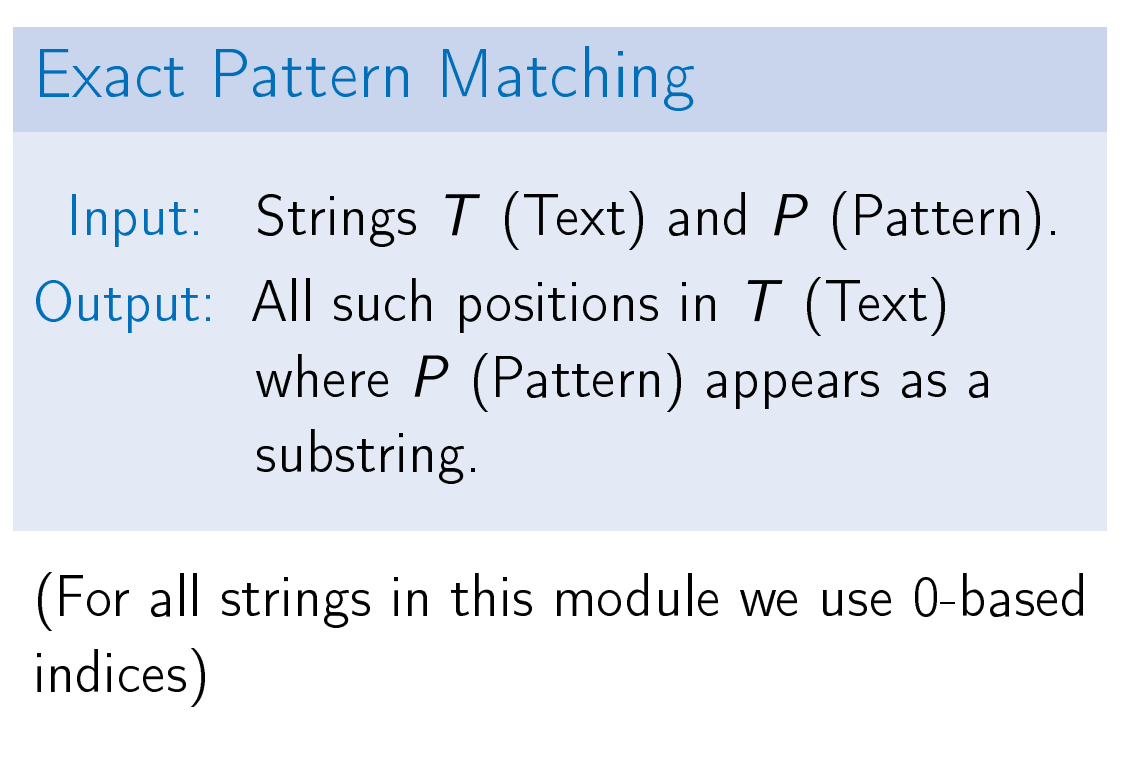 Exact Pattern Matching
Input: Strings T (Text) and P (Pattern).
Output: All such positions in T (Text)
where P (Pattern) appears as a
substring.
(For all strings in this module we use 0-based
indices)